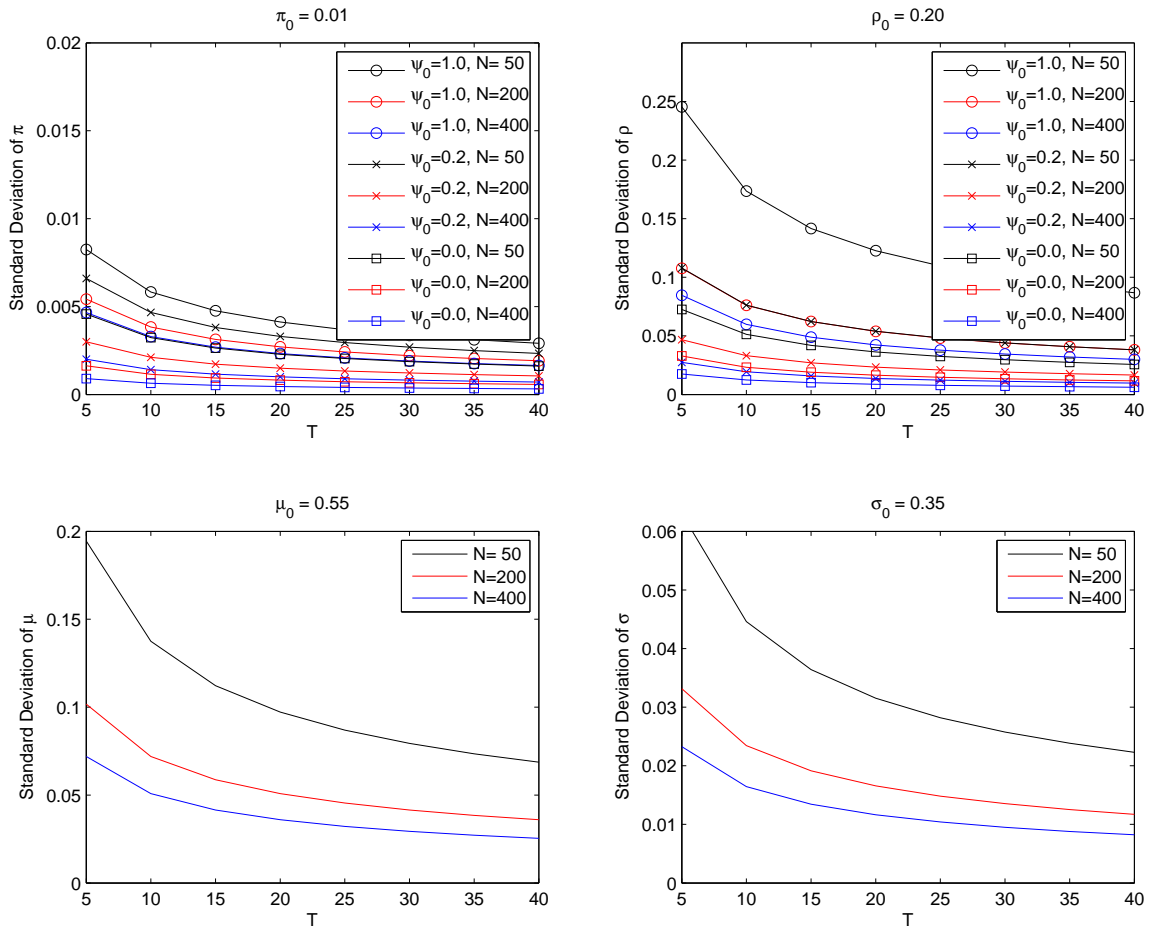 π₀ = 0.01
0.02
0.015
0.01
0.005
0
Standard Deviation of π
ψ₀=1.0, N= 50
ψ₀=1.0, N=200
ψ₀=1.0, N=400
ψ₀=0.2, N= 50
ψ₀=0.2, N=200
ψ₀=0.2, N=400
ψ₀=0.0, N= 50
ψ₀=0.0, N=200
ψ₀=0.0, N=400
5 10 15 20 25 30 35 40
T
ρ₀ = 0.20
0.25
0.2
0.15
0.1
0.05
0
Standard Deviation of ρ
ψ₀=1.0, N= 50
ψ₀=1.0, N=200
ψ₀=1.0, N=400
ψ₀=0.2, N= 50
ψ₀=0.2, N=200
ψ₀=0.2, N=400
ψ₀=0.0, N= 50
ψ₀=0.0, N=200
ψ₀=0.0, N=400
5 10 15 20 25 30 35 40
T
μ₀ = 0.55
0.2
0.15
0.1
0.05
0
Standard Deviation of μ
N= 50
N=200
N=400
5 10 15 20 25 30 35 40
T
σ₀ = 0.35
0.06
0.05
0.04
0.03
0.02
0.01
0
Standard Deviation of σ
N= 50
N=200
N=400
5 10 15 20 25 30 35 40
T